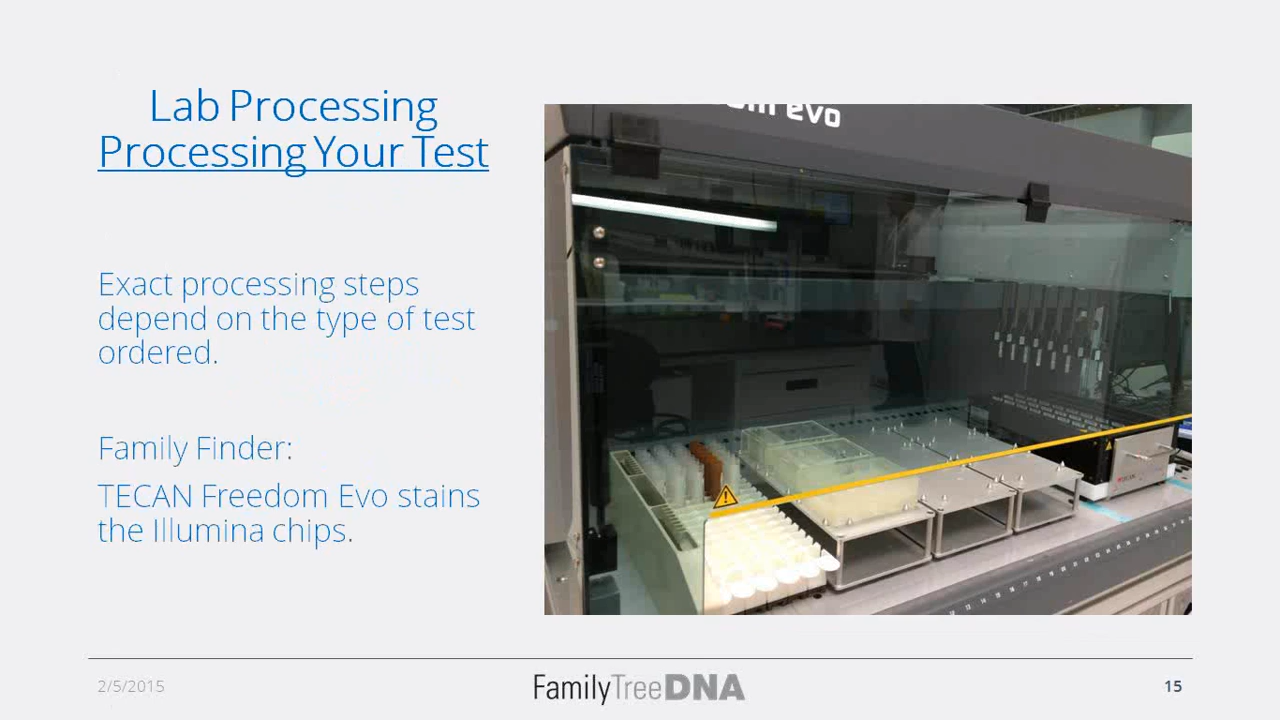 Lab Processing
Processing Your Test
Exact processing steps
depend on the type of test
ordered.
Family Finder:
TECAN Freedom Evo stains
the Illumina chips.
evo
2/5/2015
FamilyTreeDNA
15